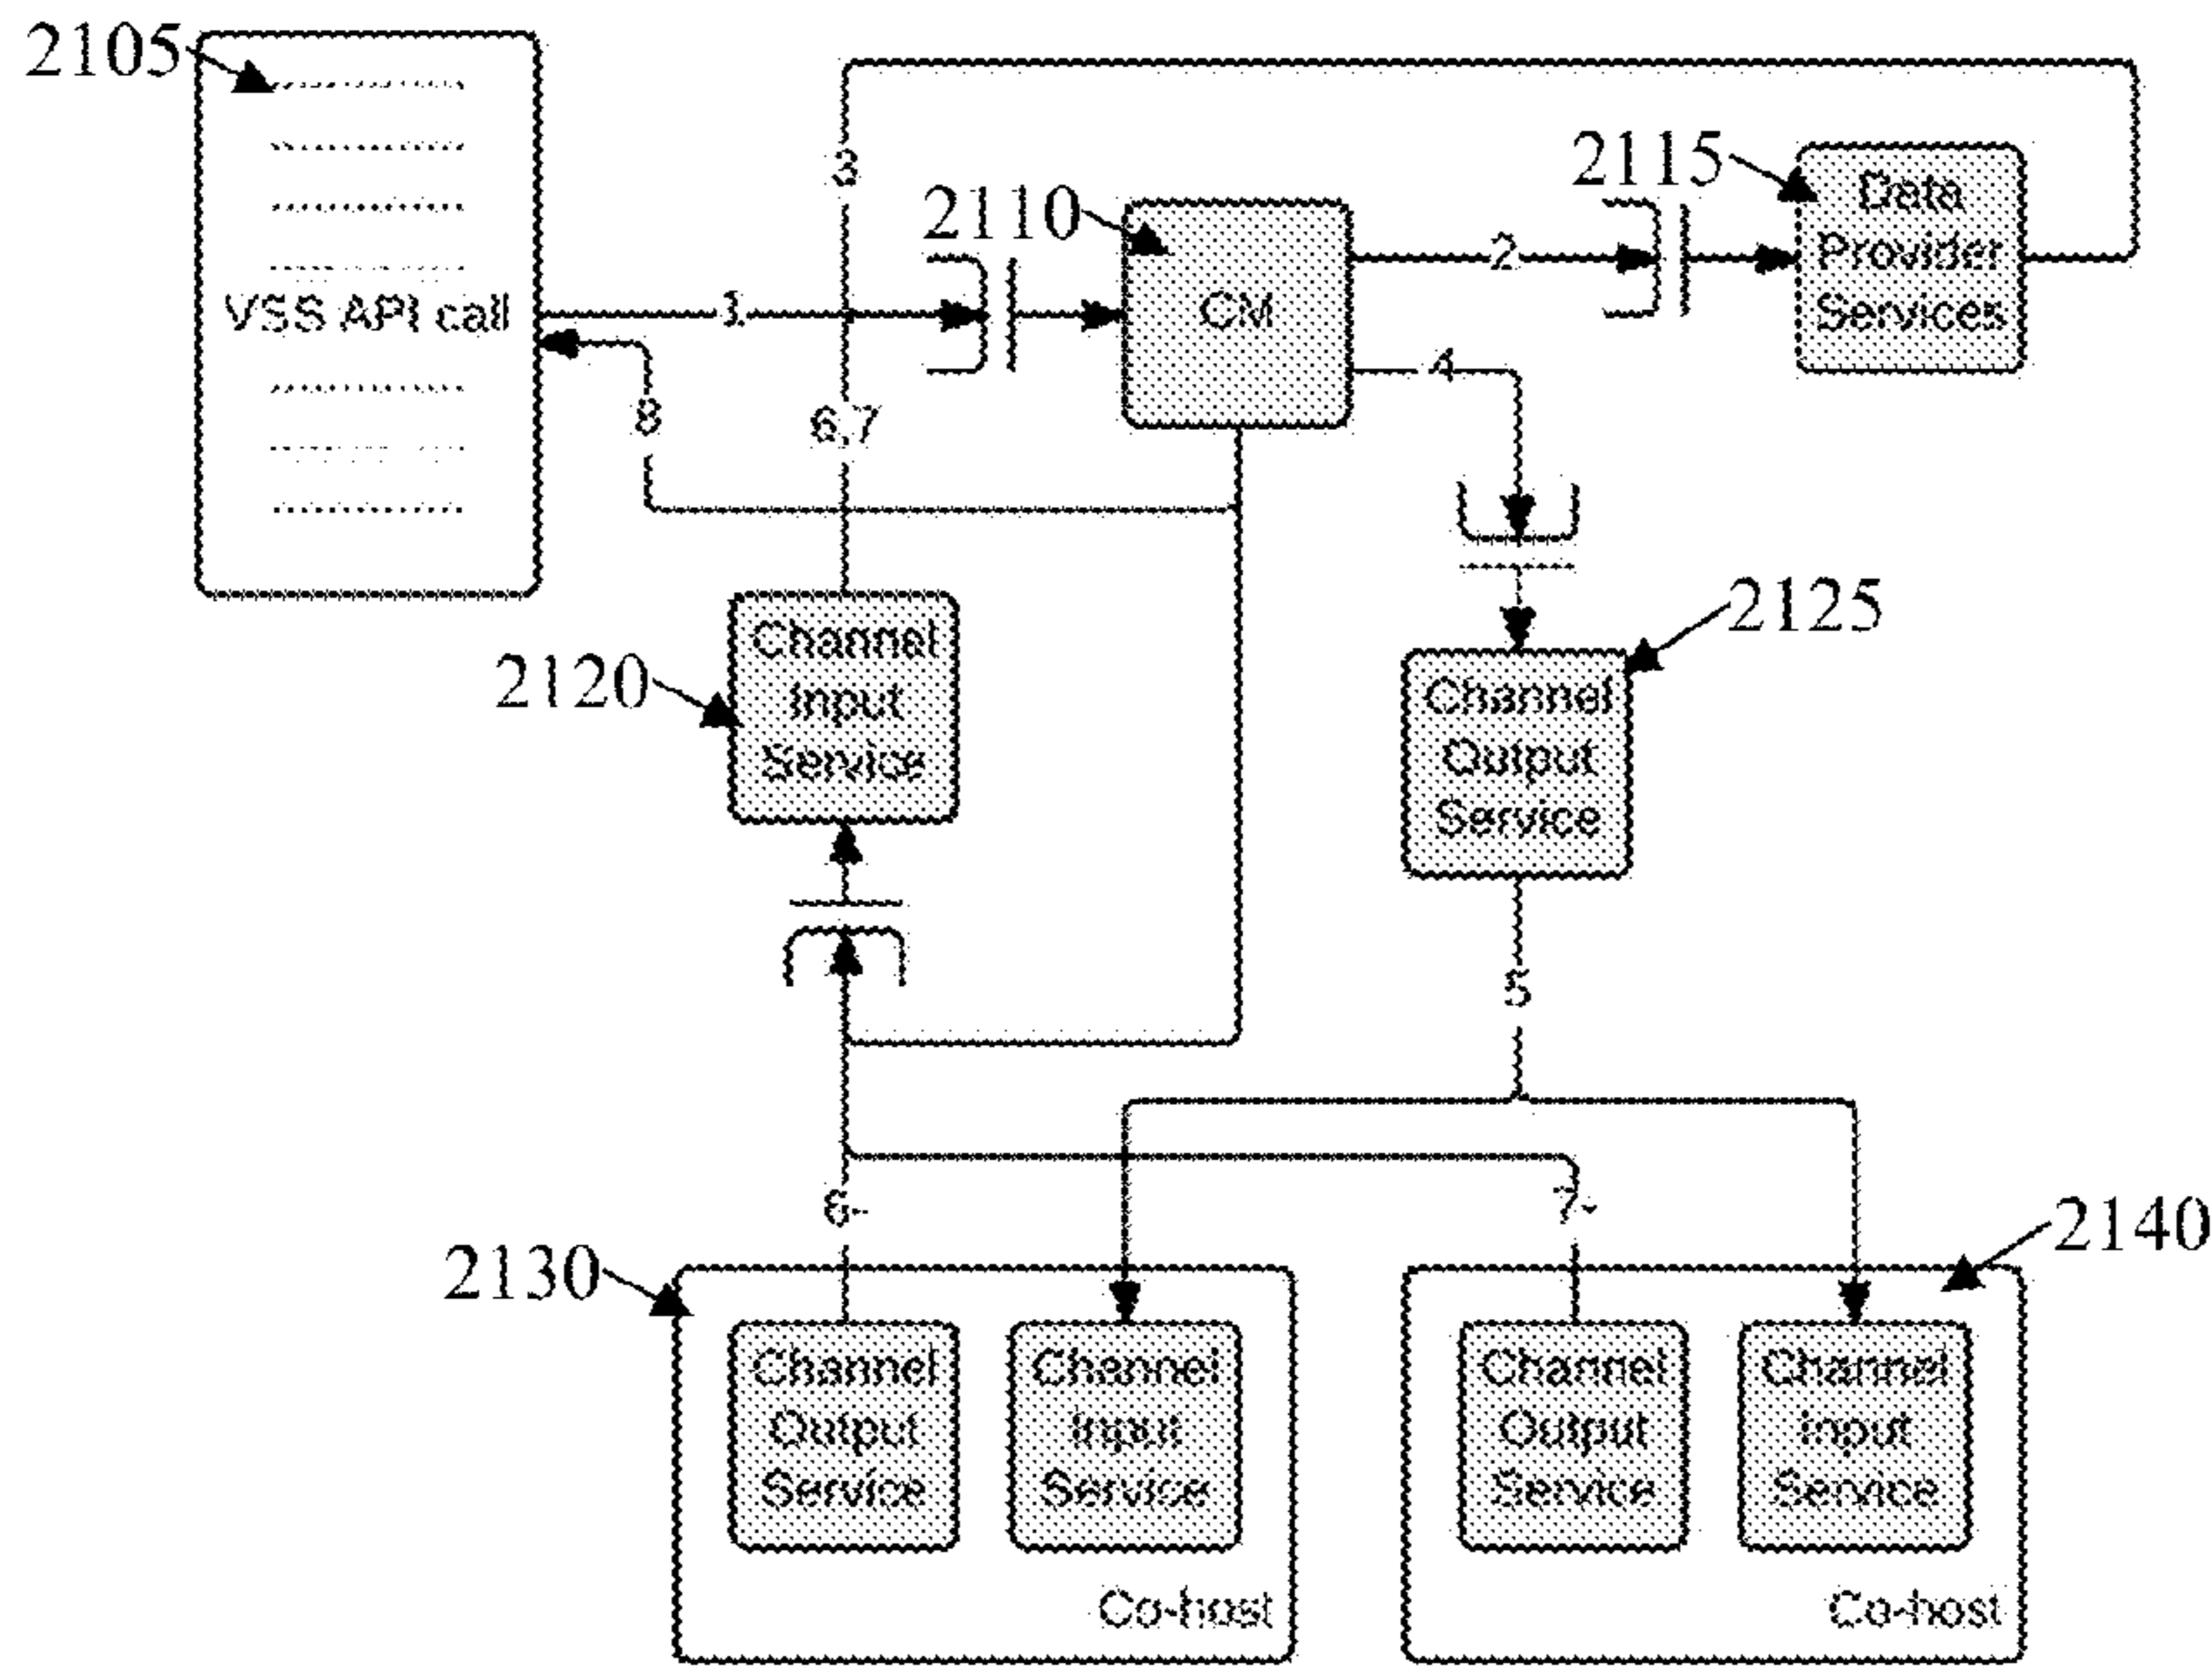 2105
VSS API call
3
2115
Data
Provider
Services
2110
CM
1
2
4
8
6,7
2125
2120
Channel
Input
Service
Channel
Output
Service
5
6
7
2130
2140
Channel
Output
Service
Channel
Input
Service
Co-host
Channel
Output
Service
Channel
Input
Service
Co-host